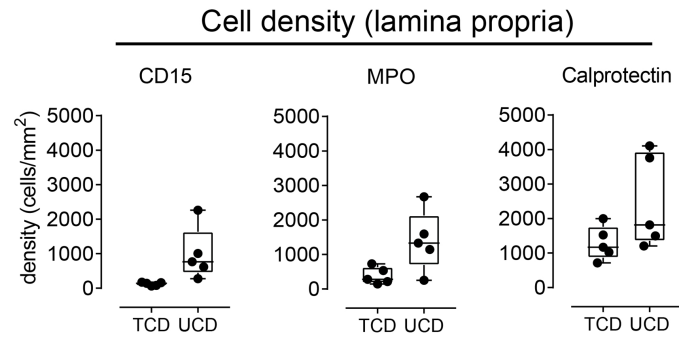 Cell density (lamina propria)
CD15 MPO Calprotectin
density (cells/mm²)
5000 5000 5000
4000 4000 4000
3000 3000 3000
2000 2000 2000
1000 1000 1000
0 0 0
TCD UCD TCD UCD TCD UCD